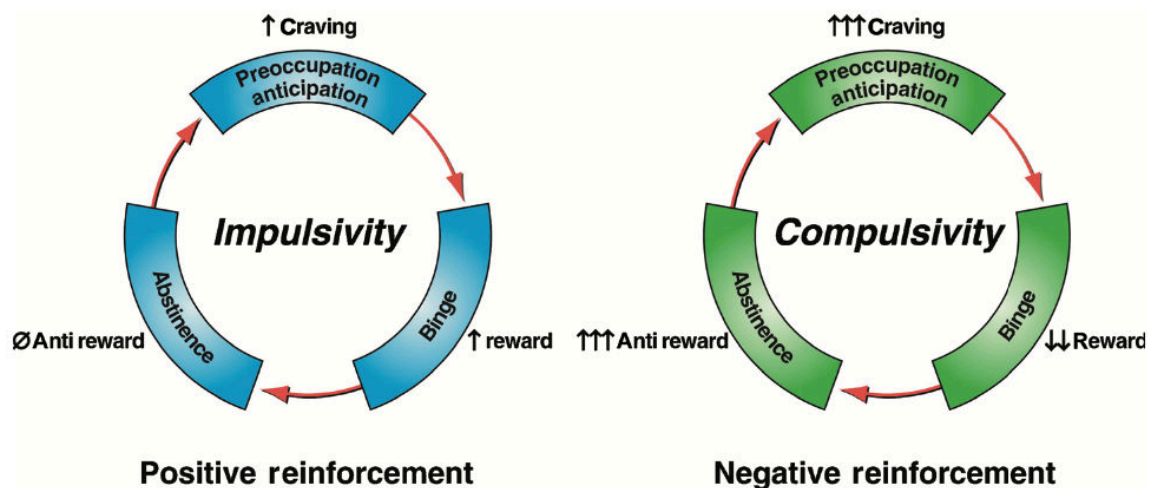 ↑ Craving
Preoccupation
anticipation
Impulsivity
Abstinence
Binge
Ø Anti reward
↑ reward
Positive reinforcement
↑↑↑ Craving
Preoccupation
anticipation
Compulsivity
Abstinence
Binge
↑↑↑ Anti reward
↓↓ Reward
Negative reinforcement